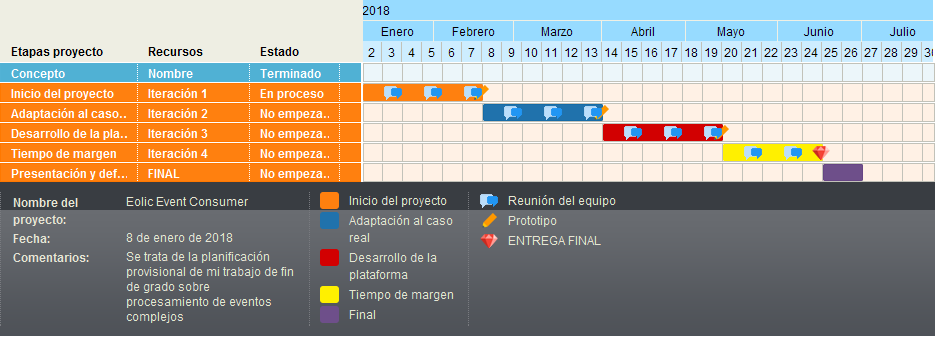 2018
Enero Febrero Marzo Abril Mayo Junio Julio
Etapas proyecto Recursos Estado 2 3 4 5 6 7 8 9 10 11 12 13 14 15 16 17 18 19 20 21 22 23 24 25 26 27 28 29 30
Concepto Nombre Terminado
Inicio del proyecto Iteración 1 En proceso
Adaptación al caso.. Iteración 2 No empeza..
Desarrollo de la pla... Iteración 3 No empeza..
Tiempo de margen Iteración 4 No empeza..
Presentación y def... FINAL No empeza..
Nombre del proyecto: Eolic Event Consumer
Fecha: 8 de enero de 2018
Comentarios: Se trata de la planificación
provisional de mi trabajo de fin
de grado sobre
procesamiento de eventos
complejos
Inicio del proyecto
Adaptación al caso
real
Desarrollo de la
plataforma
Tiempo de margen
Final
Reunión del equipo
Prototipo
ENTREGA FINAL